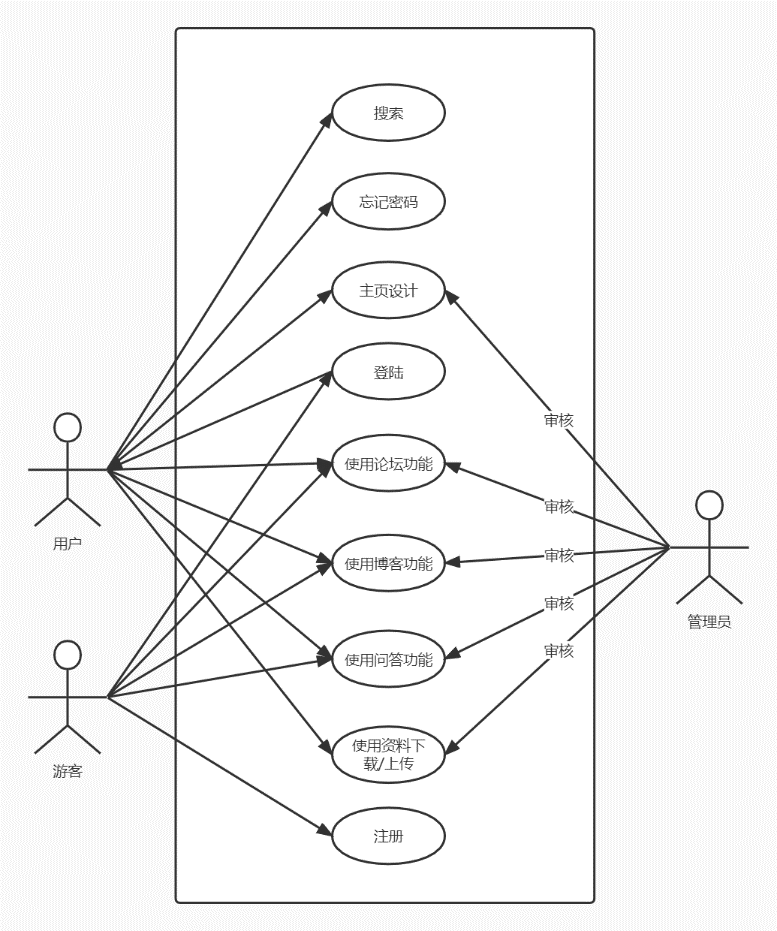 搜索
忘记密码
主页设计
登陆
审核
使用论坛功能
审核
用户
审核
使用博客功能
审核
管理员
审核
使用问答功能
使用资料下
载/上传
游客
注册